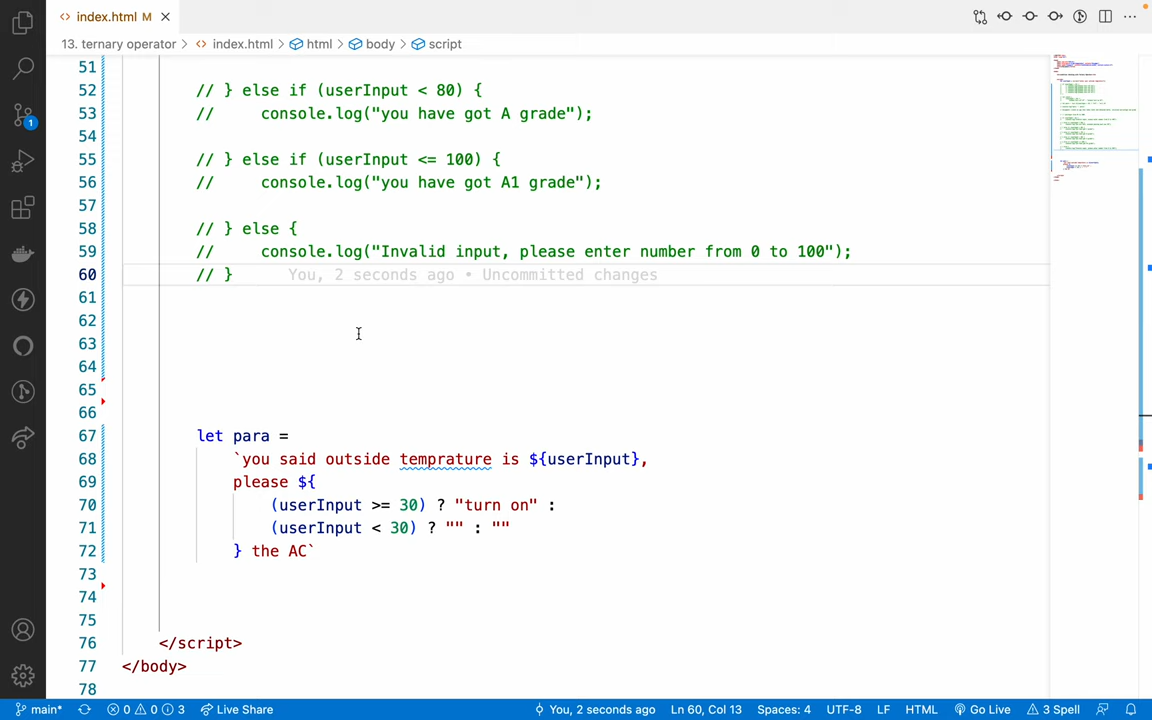 index.html M
13. ternary operator > index.html > html > body > script
51
52 // } else if (userInput < 80) {
53 //     console.log("you have got A grade");
54
55 // } else if (userInput <= 100) {
56 //     console.log("you have got A1 grade");
57
58 // } else {
59 //     console.log("Invalid input, please enter number from 0 to 100");
60 // } You, 2 seconds ago • Uncommitted changes
61
62
63
64
65
66
67 let para =
68 `you said outside temprature is ${userInput},
69 please ${
70 (userInput >= 30) ? "turn on" :
71 (userInput < 30) ? "" : ""
72 } the AC`
73
74
75
76 </script>
77 </body>
78
1
main* 0 0 3 Live Share You, 2 seconds ago Ln 60, Col 13 Spaces: 4 UTF-8 LF HTML Go Live 3 Spell